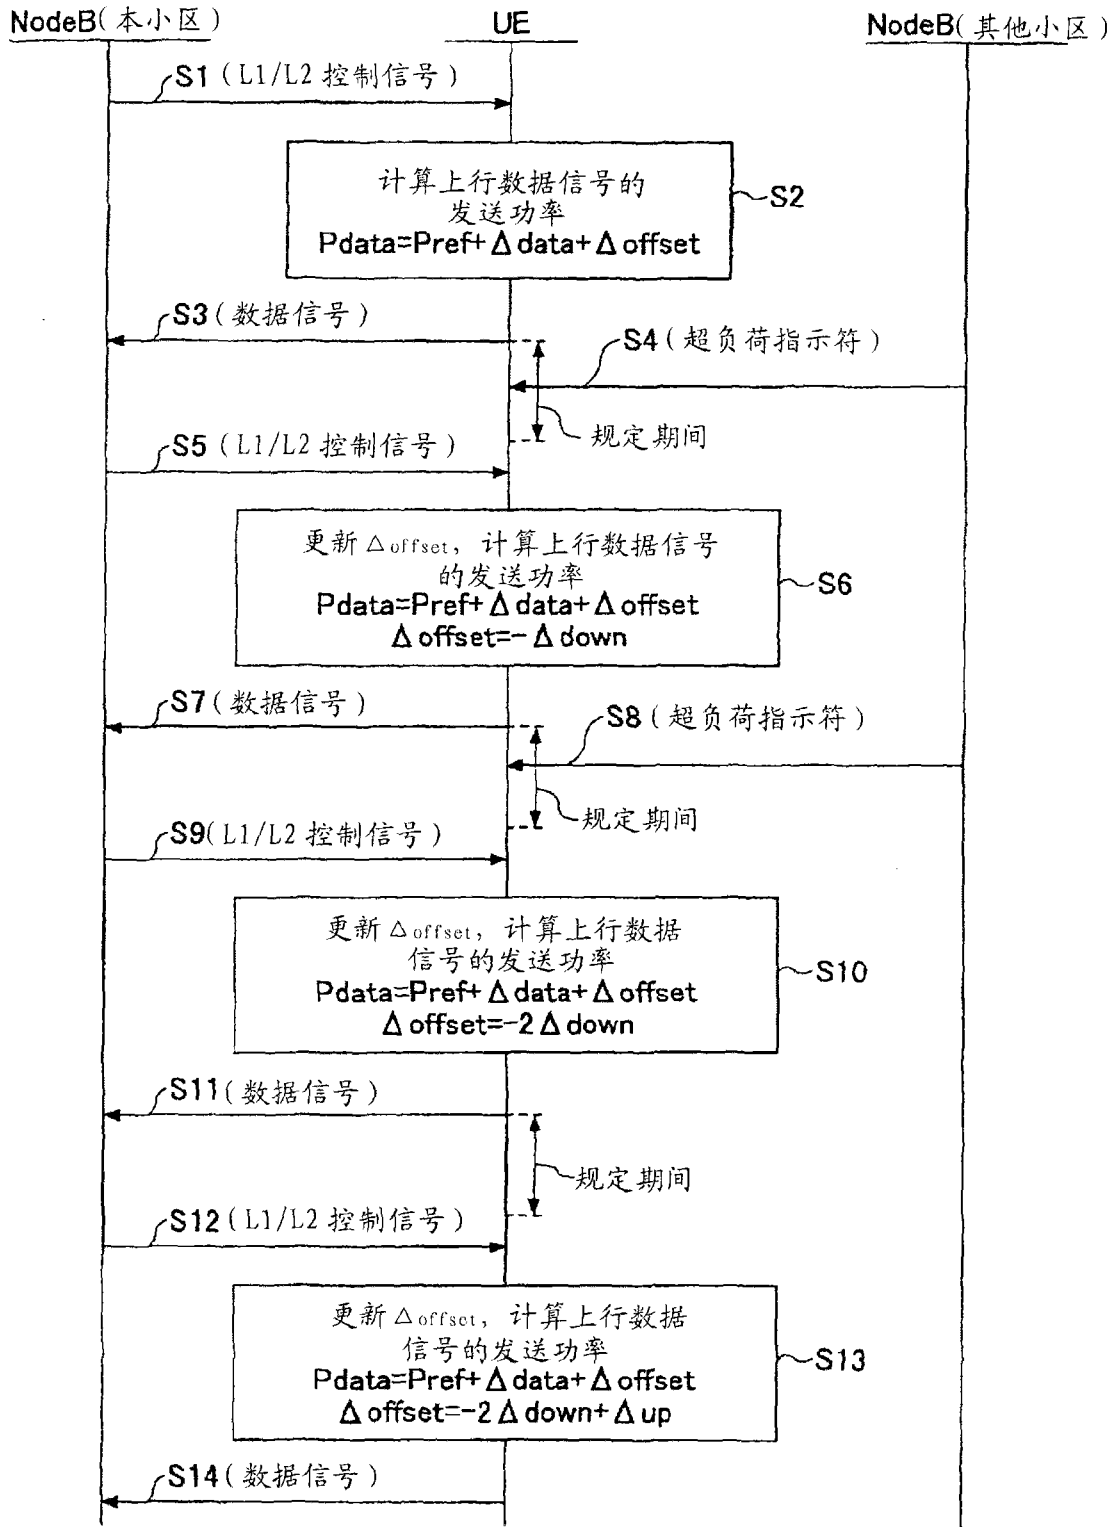 NodeB(本小区)
UE
NodeB(其他小区)
S1(L1/L2 控制信号)
计算上行数据信号的
发送功率
Pdata=Pref+Δdata+Δoffset
S2
S3(数据信号)
S4(超负荷指示符)
规定期间
S5(L1/L2 控制信号)
更新Δoffset, 计算上行数据信号
的发送功率
Pdata=Pref+Δdata+Δoffset
Δoffset=-Δdown
S6
S7(数据信号)
S8(超负荷指示符)
规定期间
S9(L1/L2 控制信号)
更新Δoffset, 计算上行数据
信号的发送功率
Pdata=Pref+Δdata+Δoffset
Δoffset=-2Δdown
S10
S11(数据信号)
规定期间
S12(L1/L2 控制信号)
更新Δoffset, 计算上行数据
信号的发送功率
Pdata=Pref+Δdata+Δoffset
Δoffset=-2Δdown+Δup
S13
S14(数据信号)